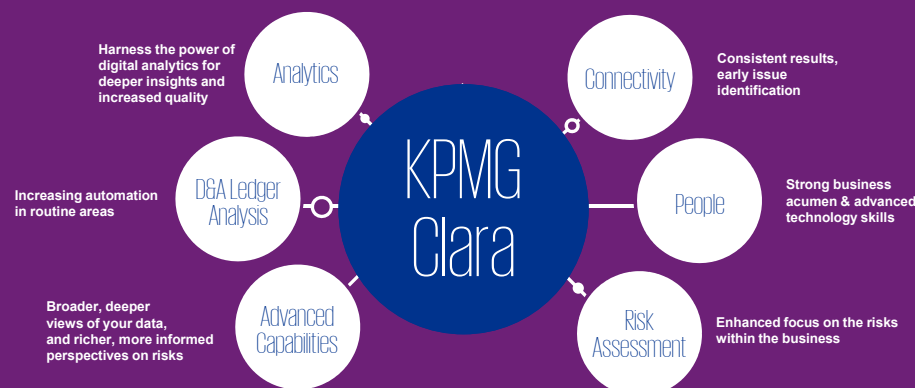 Harness the power of
digital analytics for
deeper insights and
increased quality
Analytics
Connectivity
Consistent results,
early issue
identification
KPMG
Clara
Increasing automation
in routine areas
D&A Ledger
Analysis
People
Strong business
acumen & advanced
technology skills
Broader, deeper
views of your data,
and richer, more informed
perspectives on risks
Advanced
Capabilities
Risk
Assessment
Enhanced focus on the risks
within the business